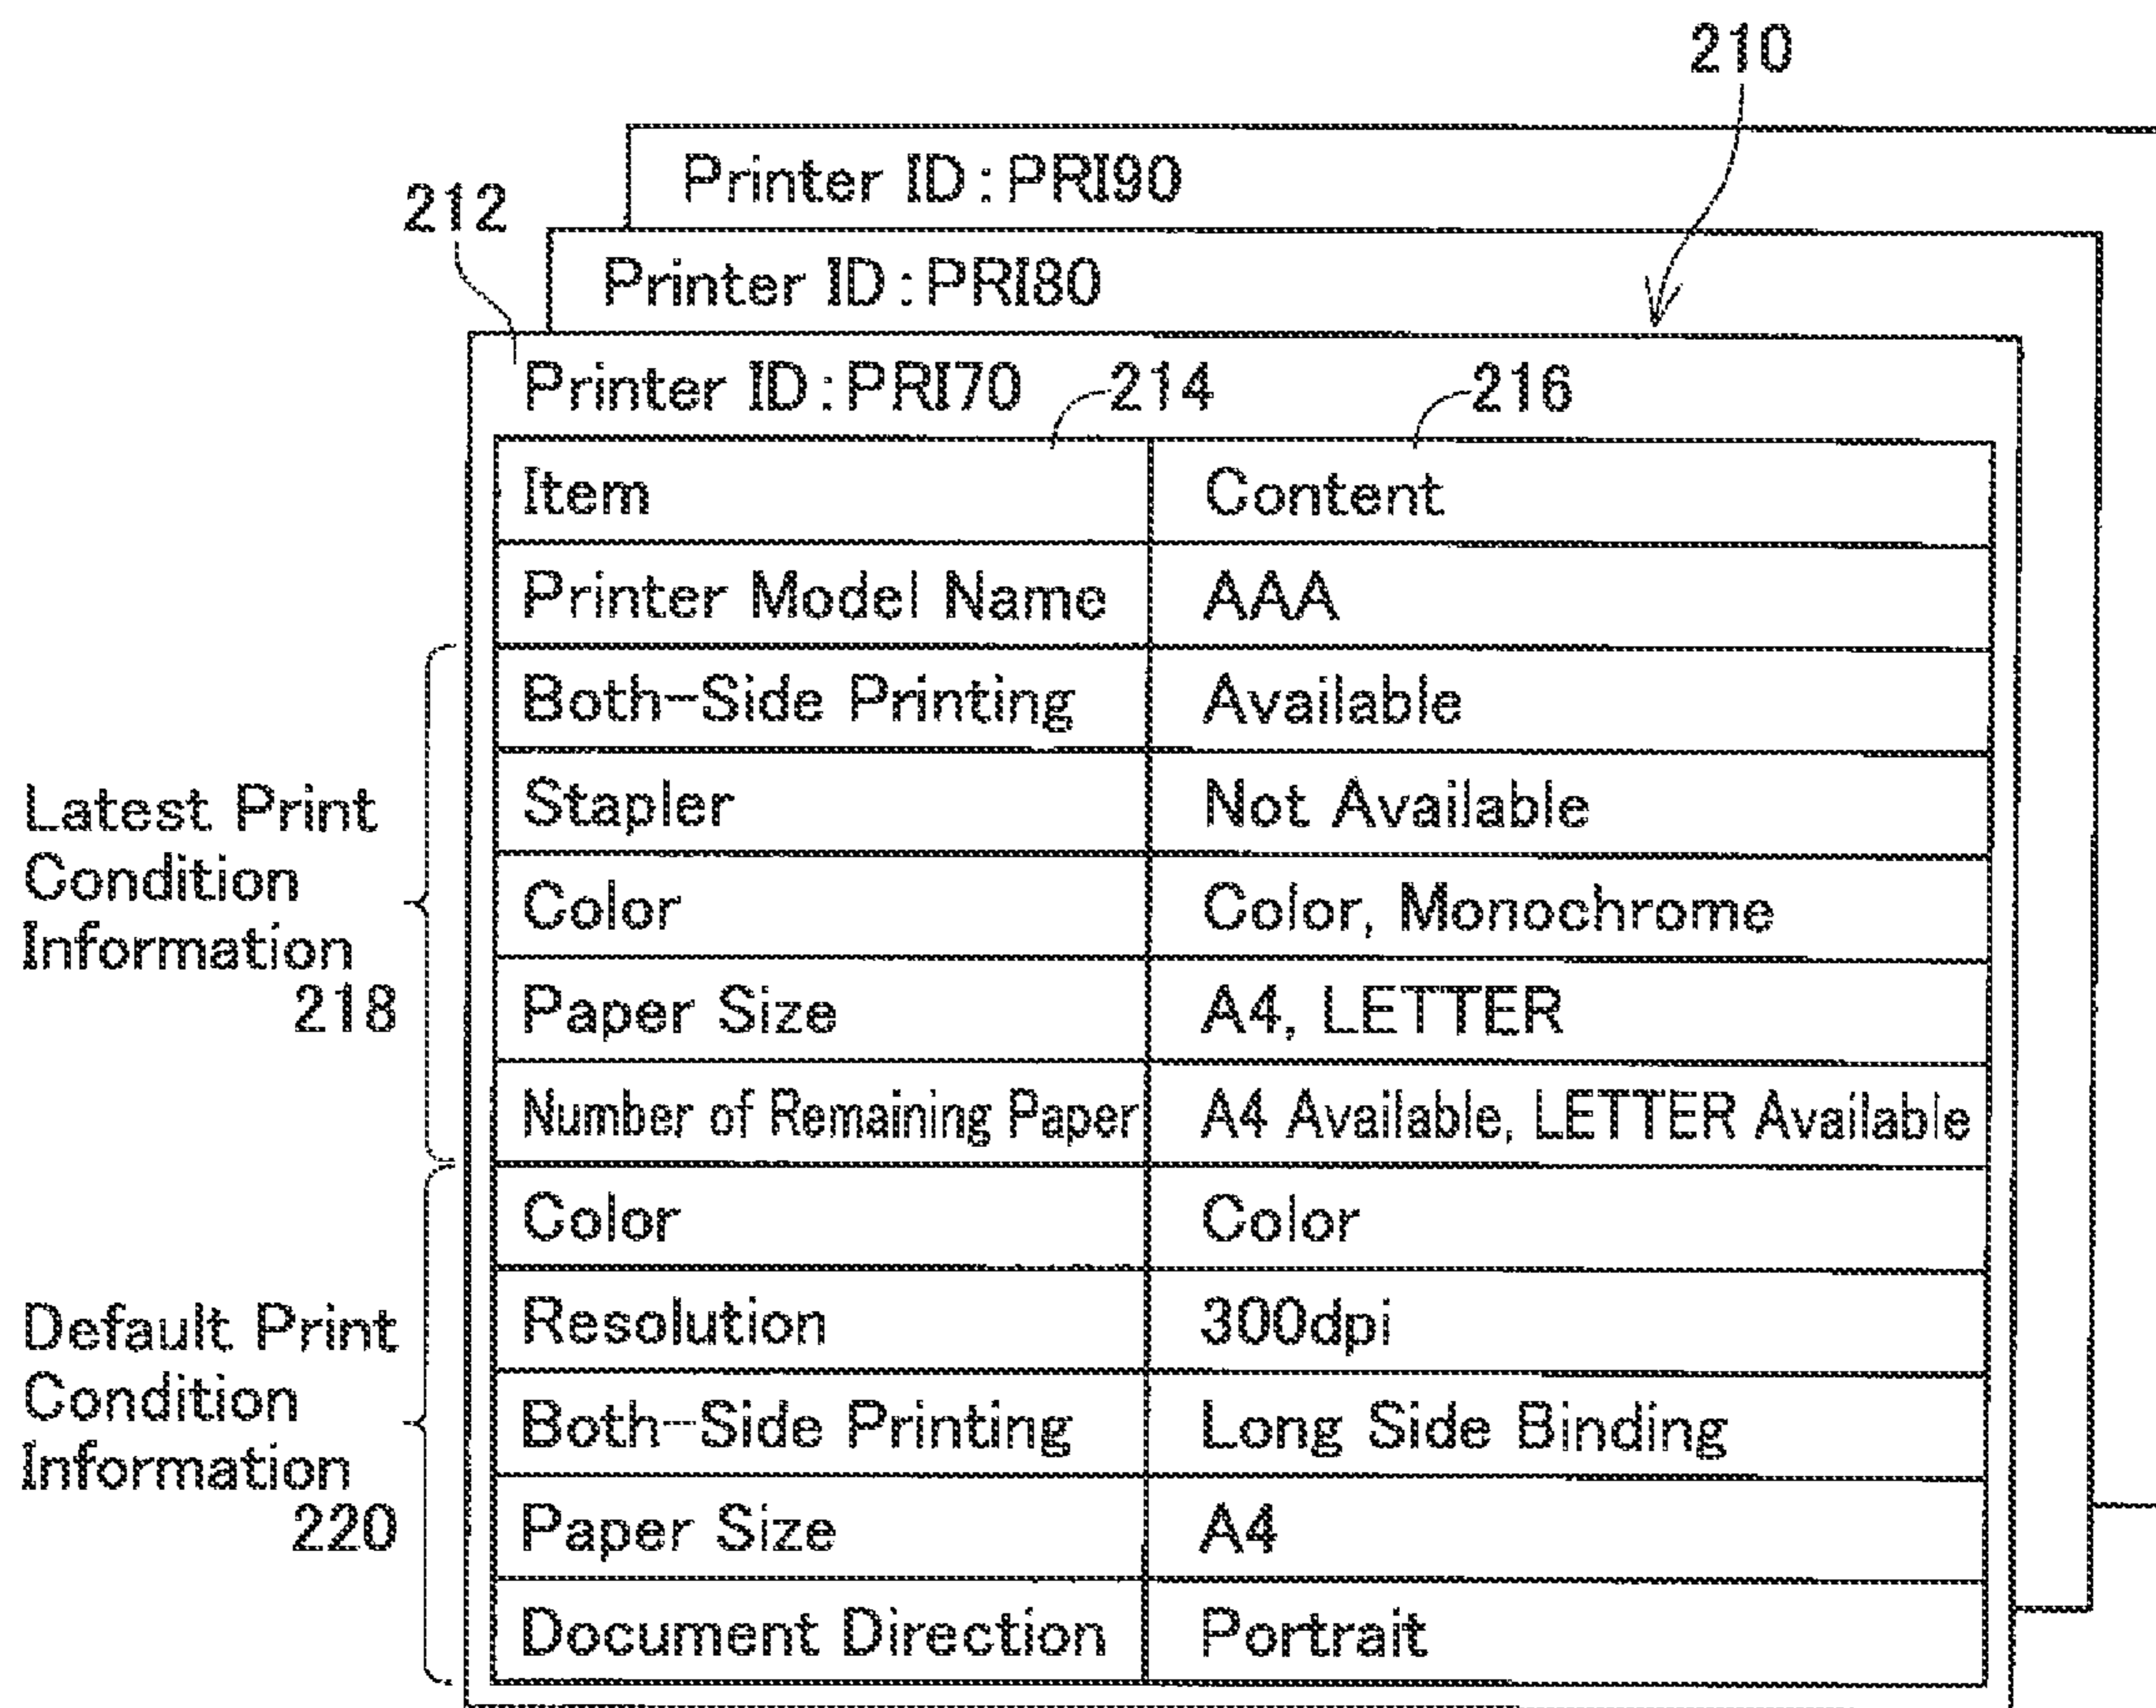 210
Printer ID : PRI90
212
Printer ID : PRI80
Printer ID : PRI70 214 216
Item Content
Printer Model Name AAA
Both-Side Printing Available
Stapler Not Available
Color Color, Monochrome
Paper Size A4, LETTER
Number of Remaining Paper A4 Available, LETTER Available
Latest Print
Condition
Information
218
Color Color
Resolution 300dpi
Both-Side Printing Long Side Binding
Paper Size A4
Document Direction Portrait
Default Print
Condition
Information
220